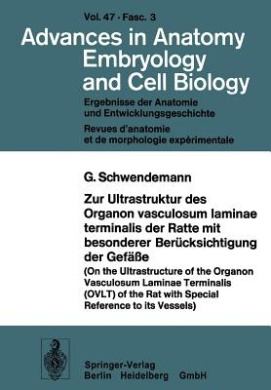 Vol. 47 · Fasc. 3
Advances in Anatomy
Embryology
and Cell Biology
Ergebnisse der Anatomie
und Entwicklungsgeschichte
Revues d'anatomie
et de morphologie expérimentale
G. Schwendemann
Zur Ultrastruktur des
Organon vasculosum laminae
terminalis der Ratte mit
besonderer Berücksichtigung
der Gefäße
(On the Ultrastructure of the Organon
Vasculosum Laminae Terminalis
(OVLT) of the Rat with Special
Reference to its Vessels)
Springer-Verlag
Berlin Heidelberg GmbH